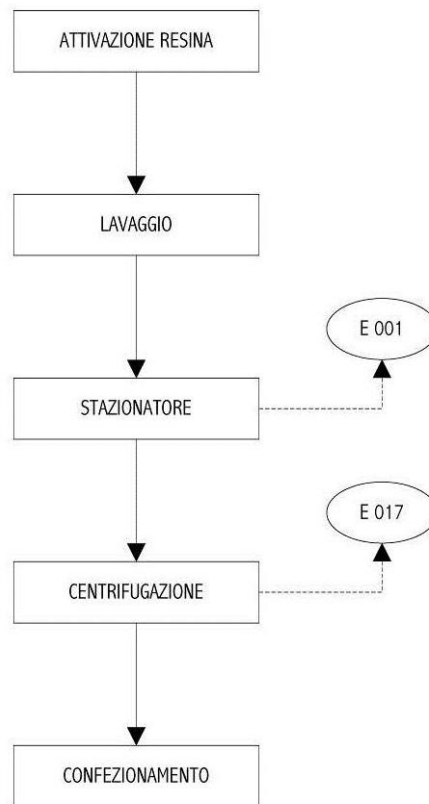 ATTIVAZIONE RESINA
LAVAGGIO
E 001
STAZIONATORE
E 017
CENTRIFUGAZIONE
CONFEZIONAMENTO